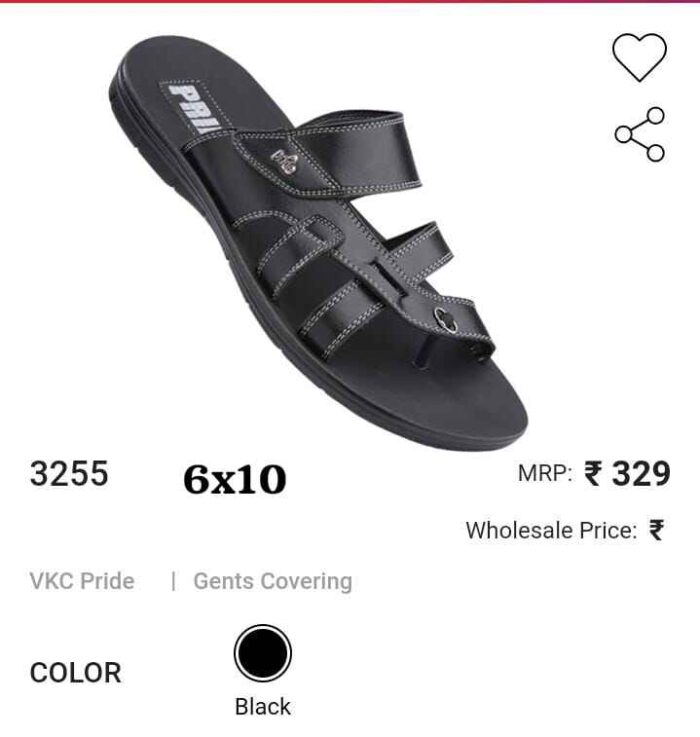 PRI
3255 6x10 MRP: ₹ 329
Wholesale Price: ₹
VKC Pride | Gents Covering
COLOR
Black